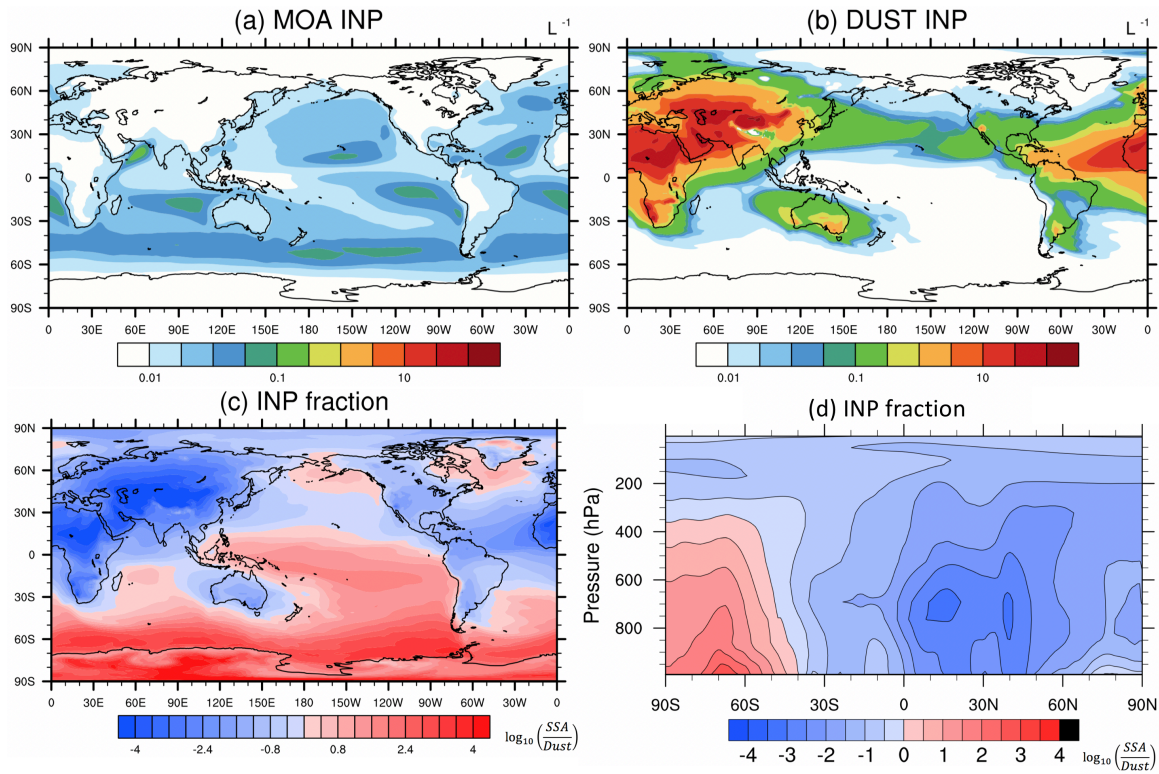 (a) MOA INP
L⁻¹
90N
60N
30N
0
30S
60S
90S
0 30E 60E 90E 120E 150E 180 150W 120W 90W 60W 30W 0
0.01 0.1 1 10
(b) DUST INP
L⁻¹
90N
60N
30N
0
30S
60S
90S
0 30E 60E 90E 120E 150E 180 150W 120W 90W 60W 30W 0
0.01 0.1 1 10
(c) INP fraction
90N
60N
30N
0
30S
60S
90S
0 30E 60E 90E 120E 150E 180 150W 120W 90W 60W 30W 0
-4 -2.4 -0.8 0.8 2.4 4
log₁₀(SSA/Dust)
(d) INP fraction
Pressure (hPa)
200
400
600
800
90S 60S 30S 0 30N 60N 90N
-4 -3 -2 -1 0 1 2 3 4
log₁₀(SSA/Dust)